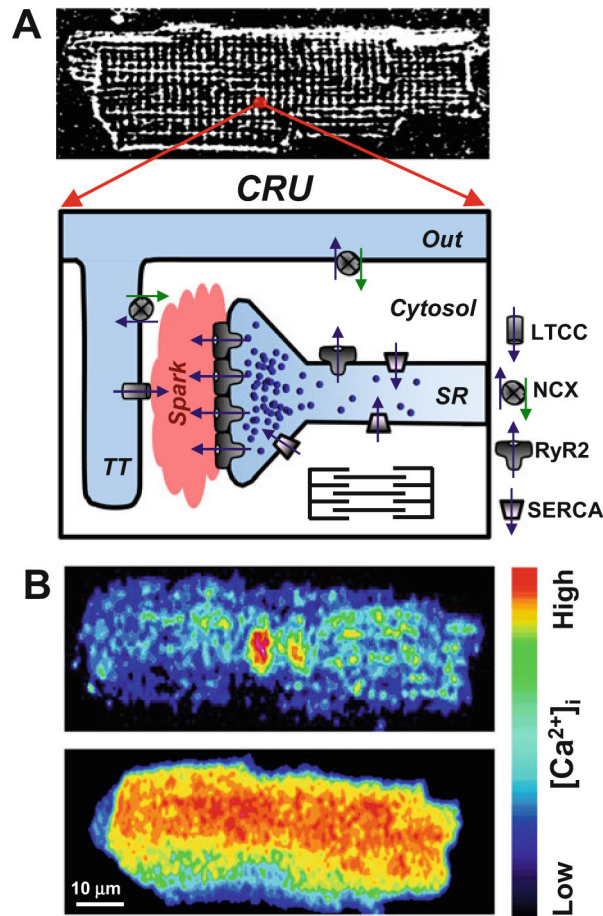 A
CRU
Out
Cytosol
LTCC
Spark
SR
NCX
TT
RyR2
SERCA
B
High
[Ca²⁺]ᵢ
Low
10 µm